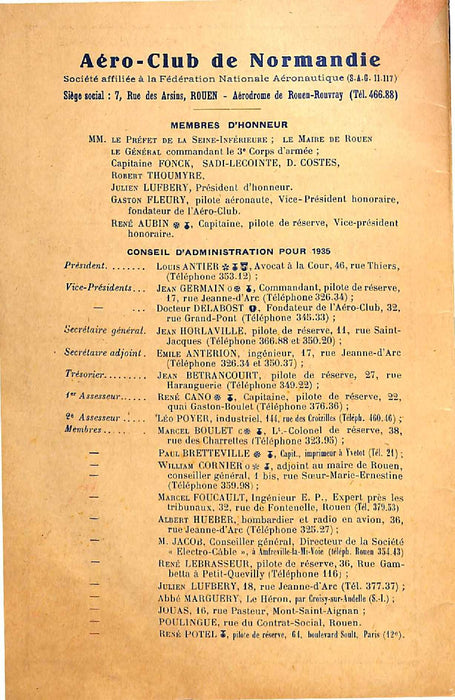 Aéro-Club de Normandie
Société affiliée à la Fédération Nationale Aéronautique (S.A.G. 11.117)
Siège social : 7, Rue des Arsins, ROUEN - Aérodrome de Rouen-Rouvray (Tél. 466.88)
MEMBRES D'HONNEUR
MM. LE PRÉFET DE LA SEINE-INFÉRIEURE ; LE MAIRE DE ROUEN
LE GÉNÉRAL commandant le 3e Corps d'armée ;
Capitaine FONCK, SADI-LECOINTE, D. COSTES,
ROBERT THOUMYRE,
JULIEN LUFBERY, Président d'honneur.
GASTON FLEURY, pilote aéronaute, Vice-Président honoraire,
fondateur de l'Aéro-Club.
RENÉ AUBIN, Capitaine, pilote de réserve, Vice-président
honoraire.
CONSEIL D'ADMINISTRATION POUR 1935
Président....... LOUIS ANTIER, Avocat à la Cour, 46, rue Thiers,
(Téléphone 353.12) ;
Vice-Présidents... JEAN GERMAIN, Commandant, pilote de réserve,
17, rue Jeanne-d'Arc (Téléphone 326.34) ;
— ... Docteur DELABOST, Fondateur de l'Aéro-Club, 32,
rue Grand-Pont (Téléphone 345.33) ;
Secrétaire général. JEAN HORLAVILLE, pilote de réserve, 11, rue Saint-
Jacques (Téléphone 366.88 et 350.20) ;
Secrétaire adjoint. EMILE ANTERION, ingénieur, 17, rue Jeanne-d'Arc
(Téléphone 326.34 et 350.37) ;
Trésorier......... JEAN BETRANCOURT, pilote de réserve, 27, rue
Haranguerie (Téléphone 349.22) ;
1er Assesseur..... RENÉ CANO, Capitaine, pilote de réserve, 22,
quai Gaston-Boulet (Téléphone 376.36) ;
2e Assesseur..... LÉO POYER, industriel, 144, rue des Croizilles (Téléph. 460.46) ;
Membres...... MARCEL BOULET, Lt.-Colonel de réserve, 38,
rue des Charrettes (Téléphone 323.95) ;
— PAUL BRETTEVILLE, Capit., imprimeur à Yvetot (Tél. 21) ;
— WILLIAM CORNIER, adjoint au maire de Rouen,
conseiller général, 1 bis, rue Sœur-Marie-Ernestine
(Téléphone 359.98) ;
— MARCEL FOUCAULT, Ingénieur E. P., Expert près les
tribunaux, 32, rue de Fontenelle, Rouen (Tél. 379.53)
— ALBERT HUEBER, bombardier et radio en avion, 36,
rue Jeanne-d'Arc (Téléphone 325.27) ;
— M. JACOB, Conseiller général, Directeur de la Société
« Electro-Câble », à Amfreville-la-Mi-Voie (téléph. Rouen 354.43)
— RENÉ LEBRASSEUR, pilote de réserve, 36, Rue Gam-
betta à Petit-Quevilly (Téléphone 116) ;
— JULIEN LUFBERY, 18, rue Jeanne-d'Arc (Tél. 377.37) ;
— Abbé MARGUERY, Le Héron, par Croisy-sur-Andelle (S.-I.) ;
— JOUAS, 16, rue Pasteur, Mont-Saint-Aignan ;
— POULINGUE, rue du Contrat-Social, Rouen.
— RENÉ POTEL, pilote de réserve, 61, boulevard Soult, Paris (12e).